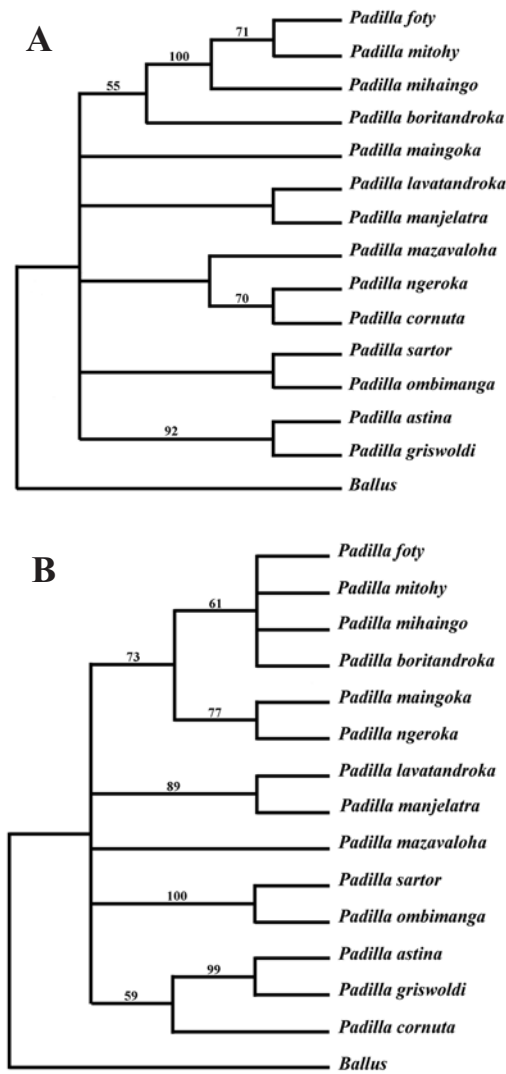 A
Padilla foty
71
Padilla mitohy
100
Padilla mihaingo
55
Padilla boritandroka
Padilla maingoka
Padilla lavatandroka
Padilla manjelatra
Padilla mazavaloha
Padilla ngeroka
70
Padilla cornuta
Padilla sartor
Padilla ombimanga
Padilla astina
92
Padilla griswoldi
Ballus
B
Padilla foty
Padilla mitohy
61
Padilla mihaingo
73
Padilla boritandroka
Padilla maingoka
77
Padilla ngeroka
Padilla lavatandroka
89
Padilla manjelatra
Padilla mazavaloha
Padilla sartor
100
Padilla ombimanga
Padilla astina
99
Padilla griswoldi
59
Padilla cornuta
Ballus